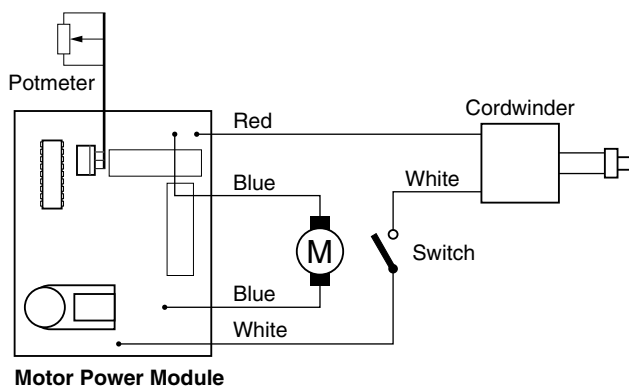 Potmeter
Cordwinder
Red
Blue
White
M
Switch
Blue
White
Motor Power Module